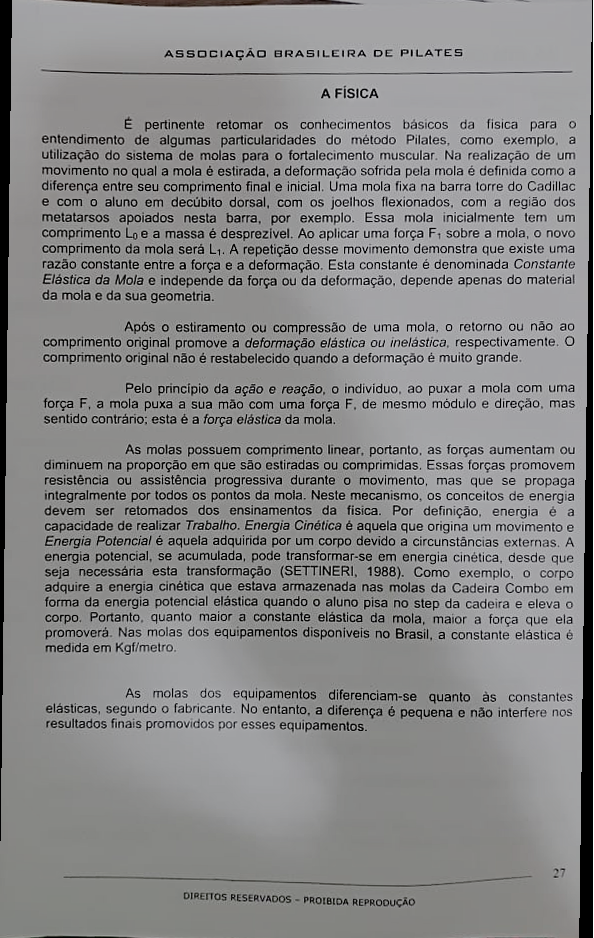 ASSOCIAÇÃO BRASILEIRA DE PILATES
A FÍSICA
É pertinente retomar os conhecimentos básicos da física para o
entendimento de algumas particularidades do método Pilates, como exemplo, a
utilização do sistema de molas para o fortalecimento muscular. Na realização de um
movimento no qual a mola é estirada, a deformação sofrida pela mola é definida como a
diferença entre seu comprimento final e inicial. Uma mola fixa na barra torre do Cadillac
e com o aluno em decúbito dorsal, com os joelhos flexionados, com a região dos
metatarsos apoiados nesta barra, por exemplo. Essa mola inicialmente tem um
comprimento L₀ e a massa é desprezível. Ao aplicar uma força F₁ sobre a mola, o novo
comprimento da mola será L₁. A repetição desse movimento demonstra que existe uma
razão constante entre a força e a deformação. Esta constante é denominada Constante
Elástica da Mola e independe da força ou da deformação, depende apenas do material
da mola e da sua geometria.
Após o estiramento ou compressão de uma mola, o retorno ou não ao
comprimento original promove a deformação elástica ou inelástica, respectivamente. O
comprimento original não é restabelecido quando a deformação é muito grande.
Pelo princípio da ação e reação, o indivíduo, ao puxar a mola com uma
força F, a mola puxa a sua mão com uma força F, de mesmo módulo e direção, mas
sentido contrário; esta é a força elástica da mola.
As molas possuem comprimento linear, portanto, as forças aumentam ou
diminuem na proporção em que são estiradas ou comprimidas. Essas forças promovem
resistência ou assistência progressiva durante o movimento, mas que se propaga
integralmente por todos os pontos da mola. Neste mecanismo, os conceitos de energia
devem ser retomados dos ensinamentos da física. Por definição, energia é a
capacidade de realizar Trabalho. Energia Cinética é aquela que origina um movimento e
Energia Potencial é aquela adquirida por um corpo devido a circunstâncias externas. A
energia potencial, se acumulada, pode transformar-se em energia cinética, desde que
seja necessária esta transformação (SETTINERI, 1988). Como exemplo, o corpo
adquire a energia cinética que estava armazenada nas molas da Cadeira Combo em
forma da energia potencial elástica quando o aluno pisa no step da cadeira e eleva o
corpo. Portanto, quanto maior a constante elástica da mola, maior a força que ela
promoverá. Nas molas dos equipamentos disponíveis no Brasil, a constante elástica é
medida em Kgf/metro.
As molas dos equipamentos diferenciam-se quanto às constantes
elásticas, segundo o fabricante. No entanto, a diferença é pequena e não interfere nos
resultados finais promovidos por esses equipamentos.
27
DIREITOS RESERVADOS – PROIBIDA REPRODUÇÃO